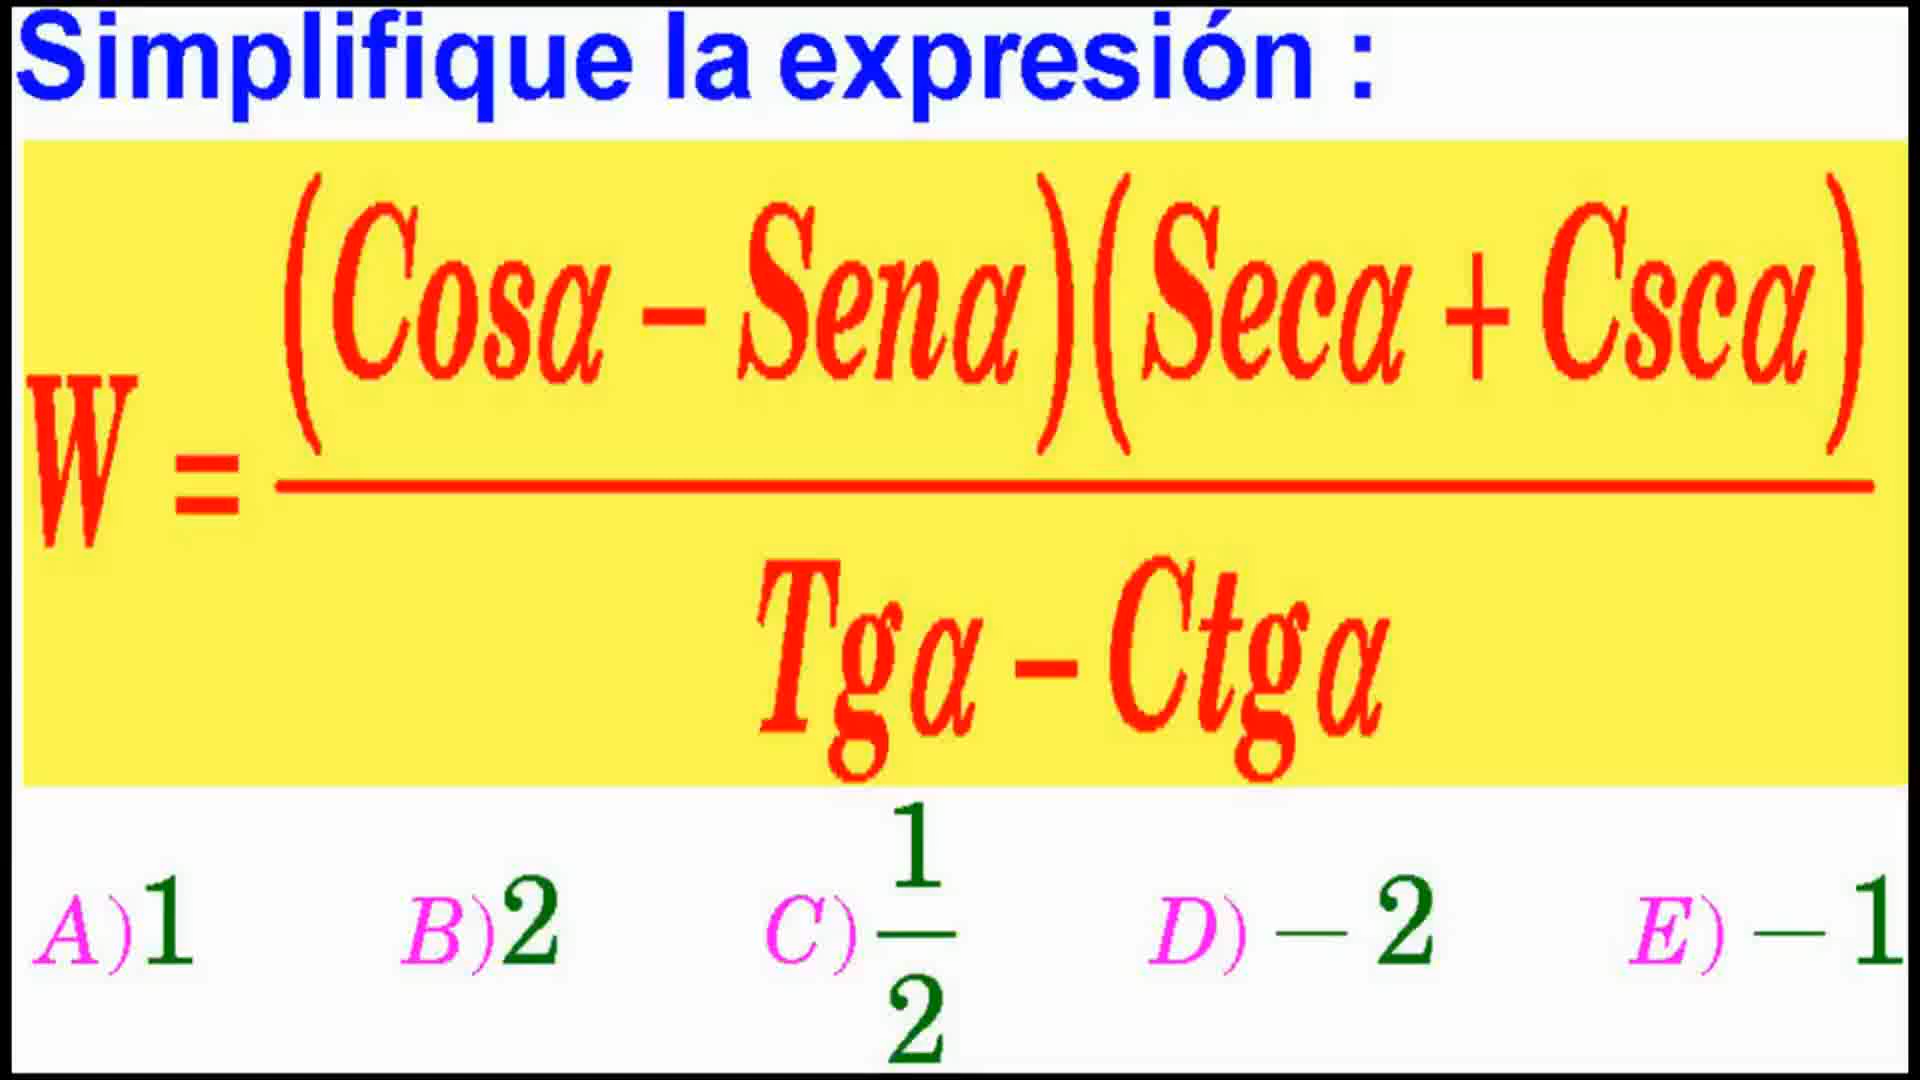 Simplifique la expresión :
W = (Cosα − Senα)(Secα + Cscα) / Tgα − Ctgα
A) 1 B) 2 C) 1/2 D) − 2 E) − 1